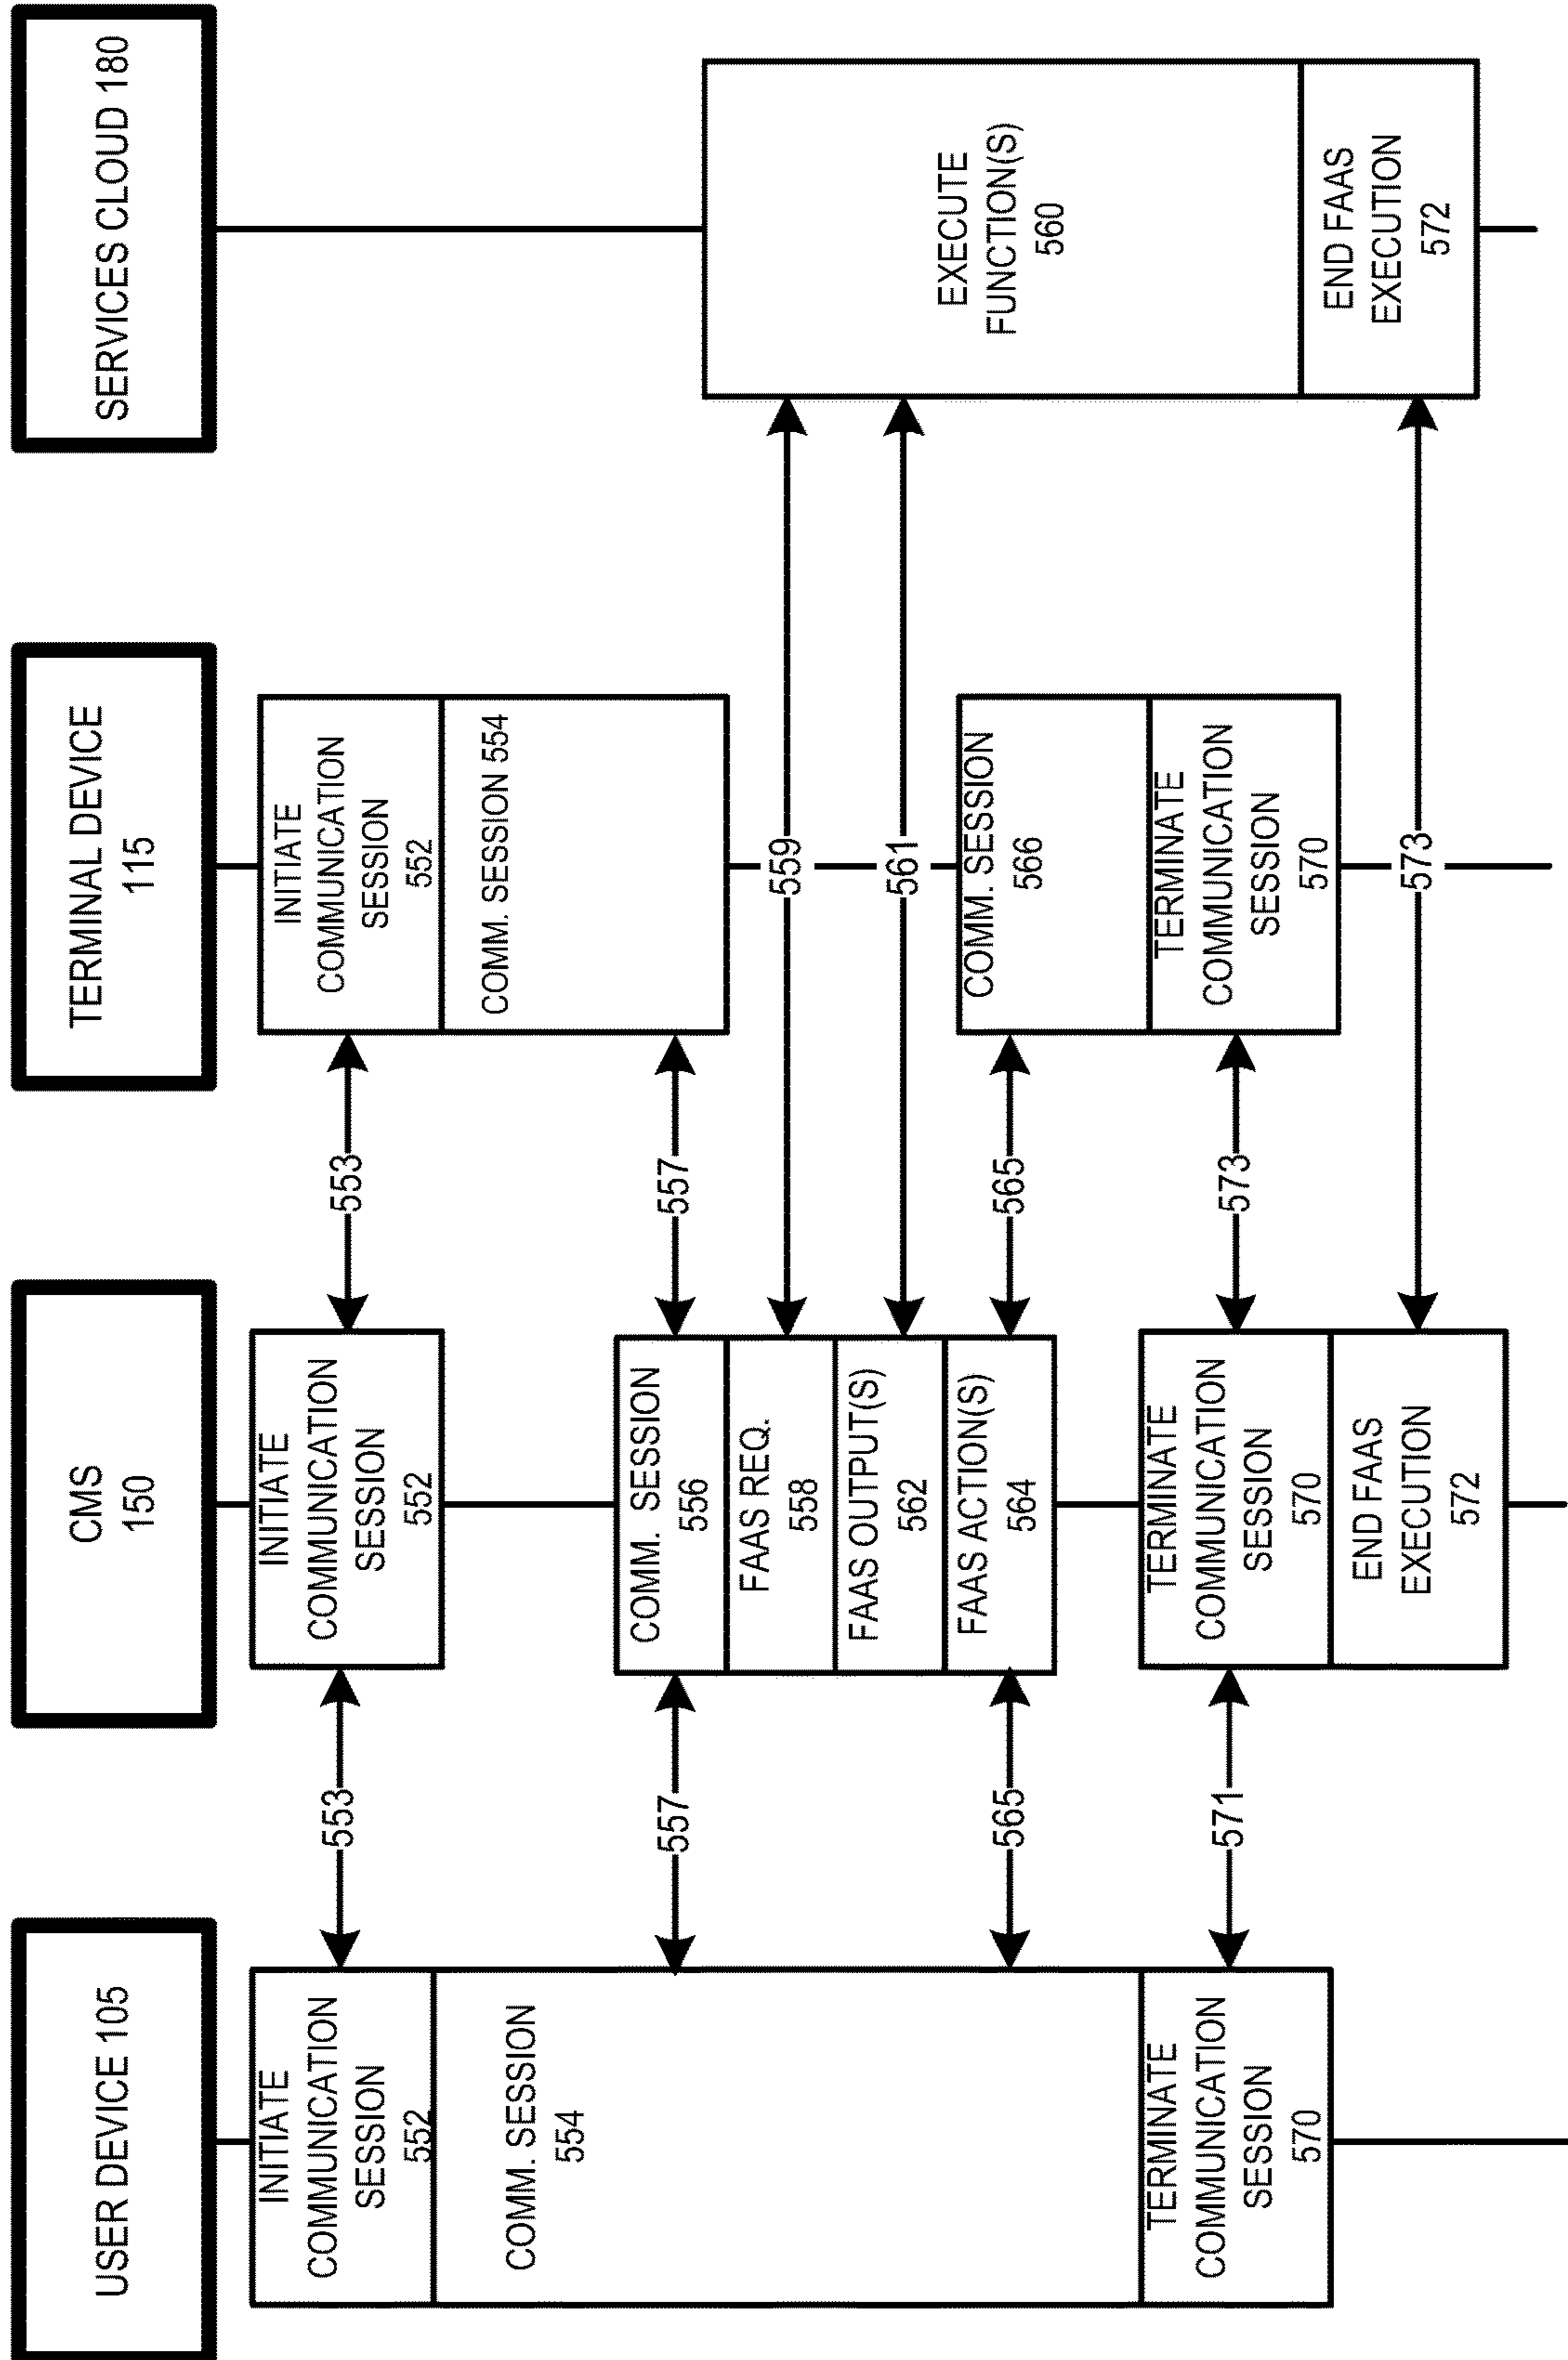 USER DEVICE 105
CMS
150
TERMINAL DEVICE
115
SERVICES CLOUD 180
INITIATE
COMMUNICATION
SESSION
552
COMM. SESSION
554
TERMINATE
COMMUNICATION
SESSION
570
553
557
565
571
INITIATE
COMMUNICATION
SESSION
552
COMM. SESSION
556
FAAS REQ.
558
FAAS OUTPUT(S)
562
FAAS ACTION(S)
564
TERMINATE
COMMUNICATION
SESSION
570
END FAAS
EXECUTION
572
553
557
565
573
INITIATE
COMMUNICATION
SESSION
552
COMM. SESSION 554
559
561
COMM. SESSION
566
TERMINATE
COMMUNICATION
SESSION
570
573
EXECUTE
FUNCTION(S)
560
END FAAS
EXECUTION
572